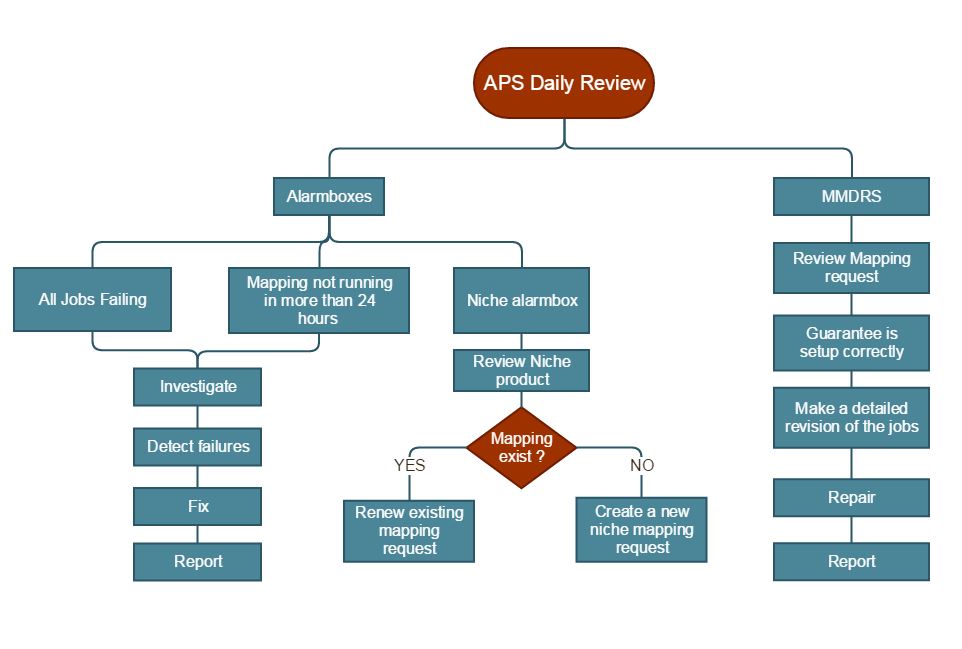 APS Daily Review
Alarmboxes
MMDRS
All Jobs Failing
Mapping not running
in more than 24
hours
Niche alarmbox
Review Mapping
request
Review Niche
product
Guarantee is
setup correctly
Investigate
Detect failures
Fix
Report
Mapping
exist ?
YES
NO
Renew existing
mapping
request
Create a new
niche mapping
request
Make a detailed
revision of the jobs
Repair
Report